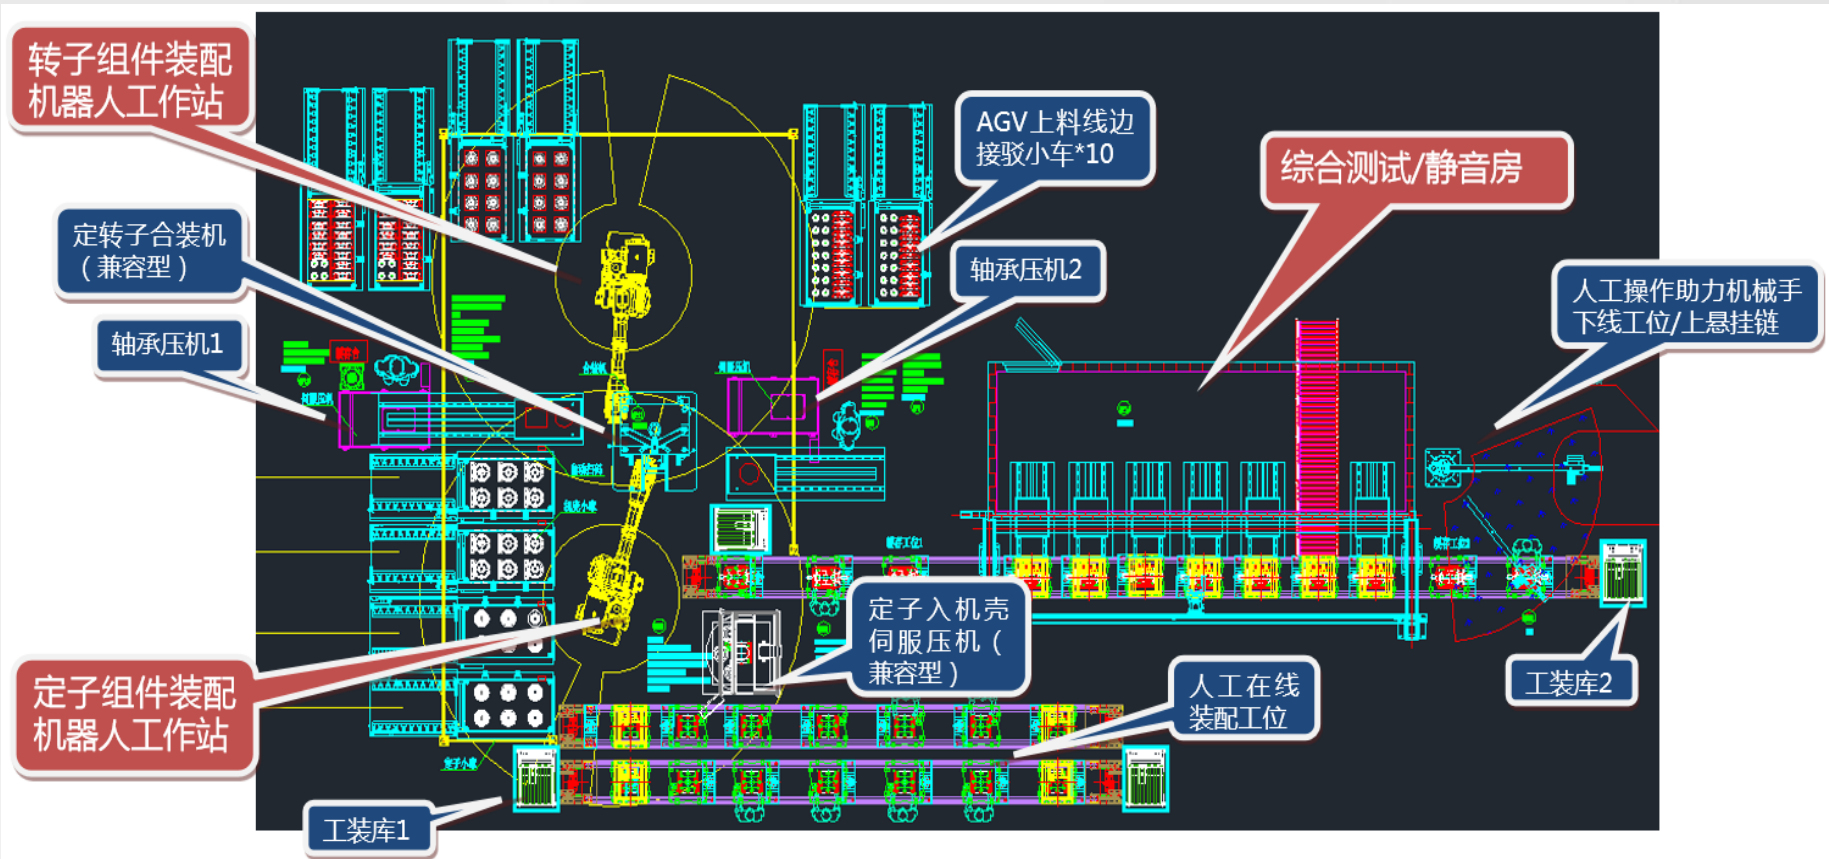 转子组件装配
机器人工作站
AGV上料线边
接驳小车*10
综合测试/静音房
定转子合装机
（兼容型）
轴承压机2
人工操作助力机械手
下线工位/上悬挂链
轴承压机1
定子入机壳
伺服压机（
兼容型）
定子组件装配
机器人工作站
人工在线
装配工位
工装库2
工装库1